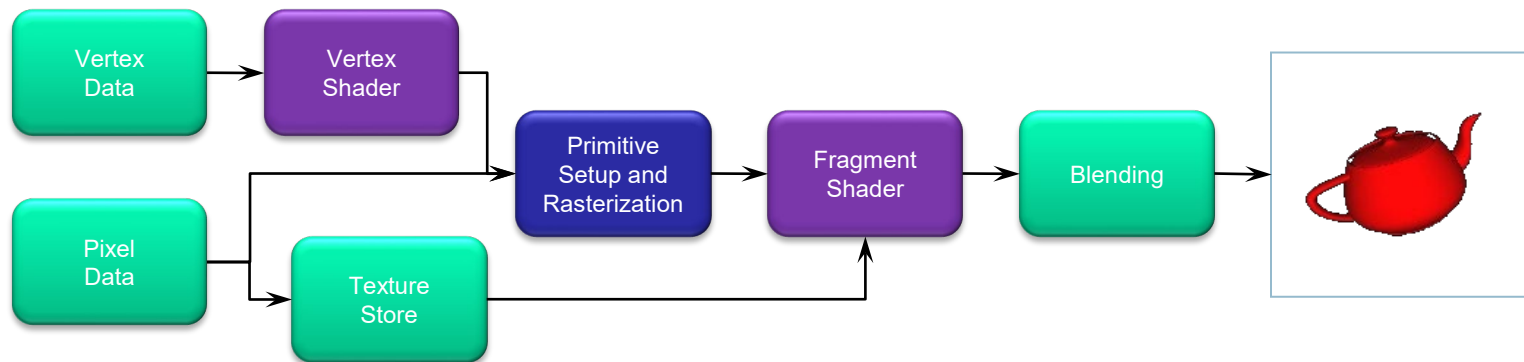 Vertex
Data
Vertex
Shader
Primitive
Setup and
Rasterization
Fragment
Shader
Blending
Pixel
Data
Texture
Store